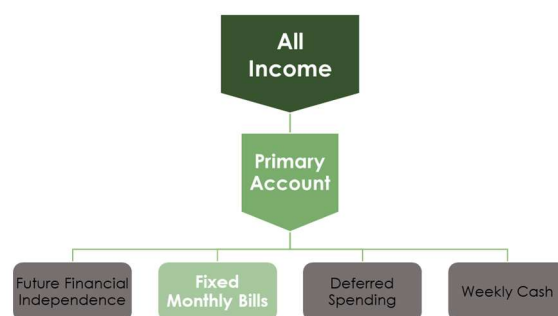 All
Income
Primary
Account
Future Financial
Independence
Fixed
Monthly Bills
Deferred
Spending
Weekly Cash